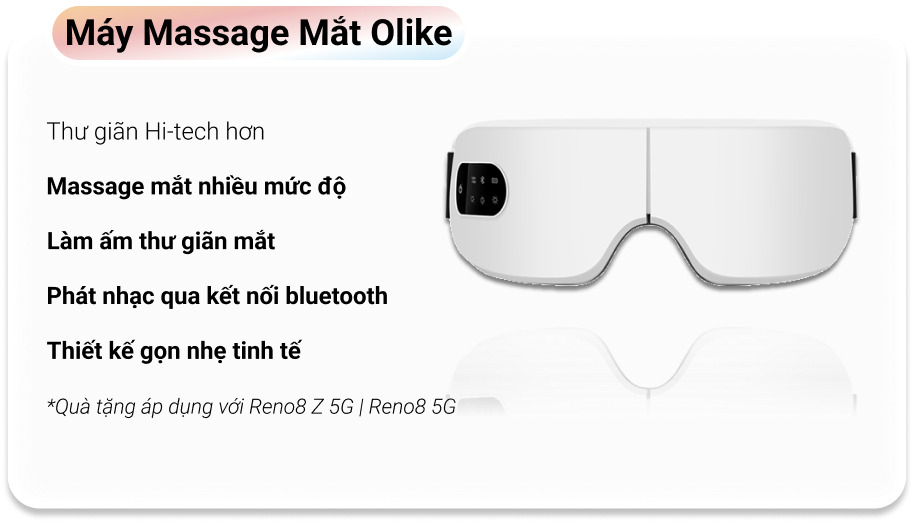 Máy Massage Mắt Olike
Thư giãn Hi-tech hơn
Massage mắt nhiều mức độ
Làm ấm thư giãn mắt
Phát nhạc qua kết nối bluetooth
Thiết kế gọn nhẹ tinh tế
*Quà tặng áp dụng với Reno8 Z 5G | Reno8 5G